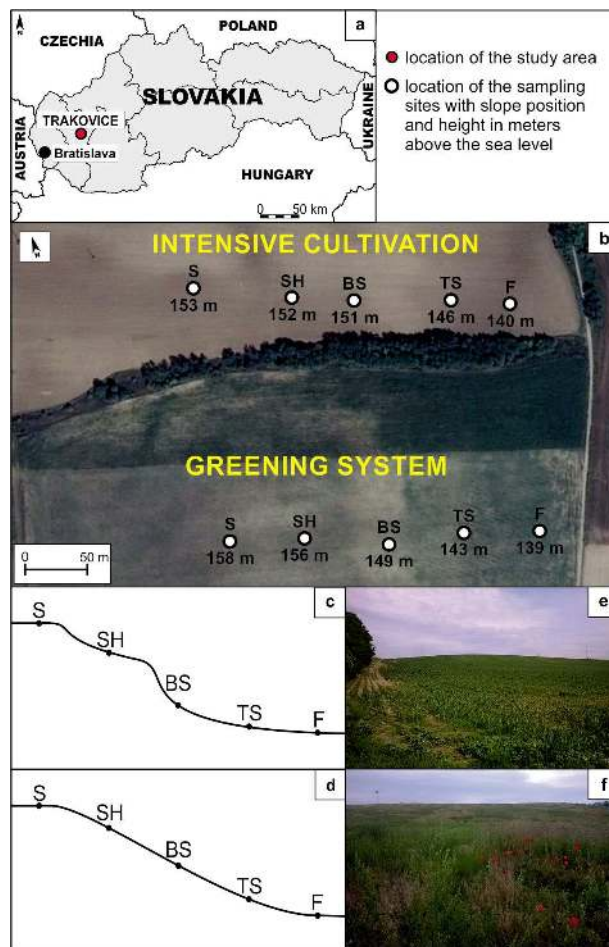 a
N
POLAND
CZECHIA
SLOVAKIA
TRAKOVICE
Bratislava
AUSTRIA
UKRAINE
HUNGARY
0 50 km
location of the study area
location of the sampling
sites with slope position
and height in meters
above the sea level
b
N
INTENSIVE CULTIVATION
S
153 m
SH
152 m
BS
151 m
TS
146 m
F
140 m
GREENING SYSTEM
S
158 m
SH
156 m
BS
149 m
TS
143 m
F
139 m
0 50 m
c
S
SH
BS
TS
F
e
d
S
SH
BS
TS
F
f